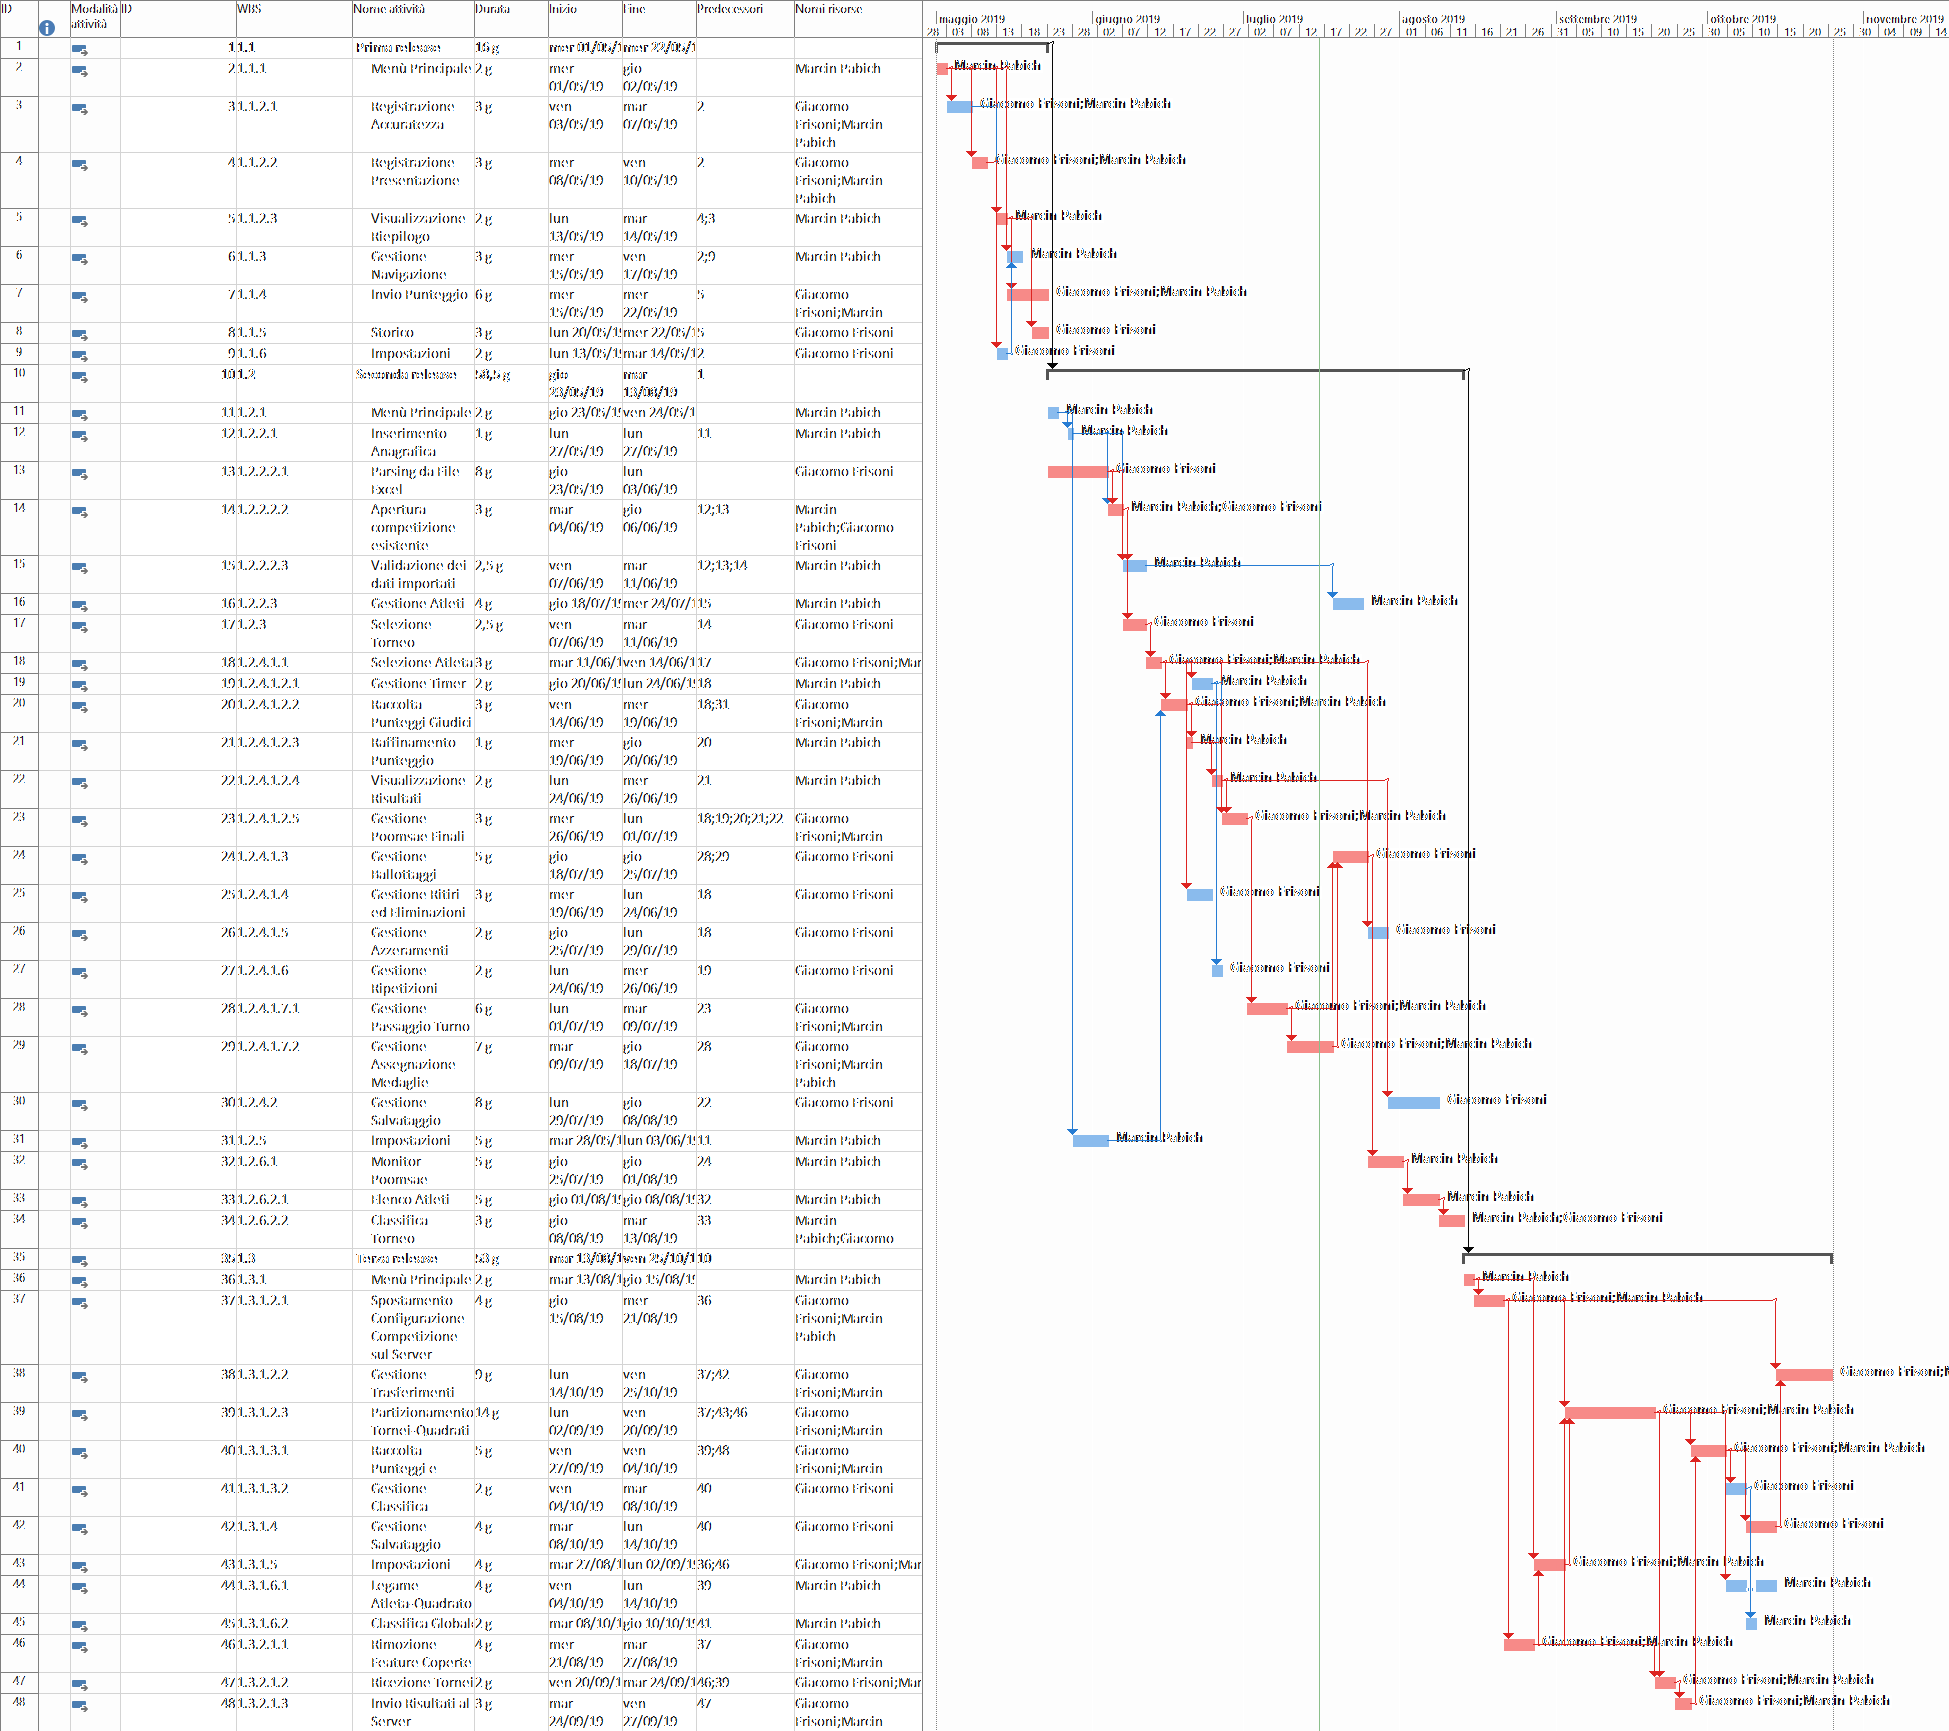 ID Modalità attività ID WBS Nome attività Durata Inizio Fine Predecessori Nomi risorse
maggio 2019 giugno 2019 luglio 2019 agosto 2019 settembre 2019 ottobre 2019 novembre 2019
28 03 08 13 18 23 28 02 07 12 17 22 27 02 07 12 17 22 27 01 06 11 16 21 26 31 05 10 15 20 25 30 05 10 15 20 25 30 04 09 14
1 1 1.1 Prima release 16 g mer 01/05/1 mer 22/05/1
2 2 1.1.1 Menù Principale 2 g mer 01/05/19 gio 02/05/19 Marcin Pabich
3 3 1.1.2.1 Registrazione Accuratezza 3 g ven 03/05/19 mar 07/05/19 2 Giacomo Frisoni;Marcin Pabich
4 4 1.1.2.2 Registrazione Presentazione 3 g mer 08/05/19 ven 10/05/19 2 Giacomo Frisoni;Marcin Pabich
5 5 1.1.2.3 Visualizzazione Riepilogo 2 g lun 13/05/19 mar 14/05/19 4;3 Marcin Pabich
6 6 1.1.3 Gestione Navigazione 3 g mer 15/05/19 ven 17/05/19 2;9 Marcin Pabich
7 7 1.1.4 Invio Punteggio 6 g mer 15/05/19 mer 22/05/19 5 Giacomo Frisoni;Marcin
8 8 1.1.5 Storico 3 g lun 20/05/19 mer 22/05/1 5 Giacomo Frisoni
9 9 1.1.6 Impostazioni 2 g lun 13/05/19 mar 14/05/1 2 Giacomo Frisoni
10 10 1.2 Seconda release 58,5 g gio 23/05/19 mar 13/08/19 1
11 11 1.2.1 Menù Principale 2 g gio 23/05/19 ven 24/05/1 Marcin Pabich
12 12 1.2.2.1 Inserimento Anagrafica 1 g lun 27/05/19 lun 27/05/19 11 Marcin Pabich
13 13 1.2.2.2.1 Parsing da File Excel 8 g gio 23/05/19 lun 03/06/19 Giacomo Frisoni
14 14 1.2.2.2.2 Apertura competizione esistente 3 g mar 04/06/19 gio 06/06/19 12;13 Marcin Pabich;Giacomo Frisoni
15 15 1.2.2.2.3 Validazione dei dati importati 2,5 g ven 07/06/19 mar 11/06/19 12;13;14 Marcin Pabich
16 16 1.2.2.3 Gestione Atleti 4 g gio 18/07/19 mer 24/07/1 15 Marcin Pabich
17 17 1.2.3 Selezione Torneo 2,5 g ven 07/06/19 mar 11/06/19 14 Giacomo Frisoni
18 18 1.2.4.1.1 Selezione Atleta 3 g mar 11/06/1 ven 14/06/1 17 Giacomo Frisoni;Mar
19 19 1.2.4.1.2.1 Gestione Timer 2 g gio 20/06/19 lun 24/06/19 18 Marcin Pabich
20 20 1.2.4.1.2.2 Raccolta Punteggi Giudici 3 g ven 14/06/19 mer 19/06/19 18;31 Giacomo Frisoni;Marcin
21 21 1.2.4.1.2.3 Raffinamento Punteggio 1 g mer 19/06/19 gio 20/06/19 20 Marcin Pabich
22 22 1.2.4.1.2.4 Visualizzazione Risultati 2 g lun 24/06/19 mer 26/06/19 21 Marcin Pabich
23 23 1.2.4.1.2.5 Gestione Poomsae Finali 3 g mer 26/06/19 lun 01/07/19 18;19;20;21;22 Giacomo Frisoni;Marcin
24 24 1.2.4.1.3 Gestione Ballottaggi 5 g gio 18/07/19 gio 25/07/19 28;29 Giacomo Frisoni
25 25 1.2.4.1.4 Gestione Ritiri ed Eliminazioni 3 g mer 19/06/19 lun 24/06/19 18 Giacomo Frisoni
26 26 1.2.4.1.5 Gestione Azzeramenti 2 g gio 25/07/19 lun 29/07/19 18 Giacomo Frisoni
27 27 1.2.4.1.6 Gestione Ripetizioni 2 g lun 24/06/19 mer 26/06/19 19 Giacomo Frisoni
28 28 1.2.4.1.7.1 Gestione Passaggio Turno 6 g lun 01/07/19 mar 09/07/19 23 Giacomo Frisoni;Marcin
29 29 1.2.4.1.7.2 Gestione Assegnazione Medaglie 7 g mar 09/07/19 gio 18/07/19 28 Giacomo Frisoni;Marcin Pabich
30 30 1.2.4.2 Gestione Salvataggio 8 g lun 29/07/19 gio 08/08/19 22 Giacomo Frisoni
31 31 1.2.5 Impostazioni 5 g mar 28/05/1 lun 03/06/19 11 Marcin Pabich
32 32 1.2.6.1 Monitor Poomsae 5 g gio 25/07/19 gio 01/08/19 24 Marcin Pabich
33 33 1.2.6.2.1 Elenco Atleti 5 g gio 01/08/19 gio 08/08/19 32 Marcin Pabich
34 34 1.2.6.2.2 Classifica Torneo 3 g gio 08/08/19 mar 13/08/19 33 Marcin Pabich;Giacomo
35 35 1.3 Terza release 53 g mar 13/08/1 ven 25/10/1 10
36 36 1.3.1 Menù Principale 2 g mar 13/08/1 gio 15/08/19 Marcin Pabich
37 37 1.3.1.2.1 Spostamento Configurazione Competizione sul Server 4 g gio 15/08/19 mer 21/08/19 36 Giacomo Frisoni;Marcin Pabich
38 38 1.3.1.2.2 Gestione Trasferimenti 9 g lun 14/10/19 ven 25/10/19 37;42 Giacomo Frisoni;Marcin
39 39 1.3.1.2.3 Partizionamento Tornei-Quadrati 14 g lun 02/09/19 ven 20/09/19 37;43;46 Giacomo Frisoni;Marcin
40 40 1.3.1.3.1 Raccolta Punteggi e 5 g ven 27/09/19 ven 04/10/19 39;48 Giacomo Frisoni;Marcin
41 41 1.3.1.3.2 Gestione Classifica 2 g ven 04/10/19 mar 08/10/19 40 Giacomo Frisoni
42 42 1.3.1.4 Gestione Salvataggio 4 g mar 08/10/19 lun 14/10/19 40 Giacomo Frisoni
43 43 1.3.1.5 Impostazioni 4 g mar 27/08/1 lun 02/09/19 36;46 Giacomo Frisoni;Mar
44 44 1.3.1.6.1 Legame Atleta-Quadrato 4 g ven 04/10/19 lun 14/10/19 39 Marcin Pabich
45 45 1.3.1.6.2 Classifica Globale 2 g mar 08/10/1 gio 10/10/19 41 Marcin Pabich
46 46 1.3.2.1.1 Rimozione Feature Coperte 4 g mer 21/08/19 mar 27/08/19 37 Giacomo Frisoni;Marcin
47 47 1.3.2.1.2 Ricezione Tornei 2 g ven 20/09/1 mar 24/09/1 46;39 Giacomo Frisoni;Mar
48 48 1.3.2.1.3 Invio Risultati al Server 3 g mar 24/09/19 ven 27/09/19 47 Giacomo Frisoni;Marcin
Marcin Pabich
Giacomo Frisoni;Marcin Pabich
Giacomo Frisoni;Marcin Pabich
Marcin Pabich
Marcin Pabich
Giacomo Frisoni;Marcin Pabich
Giacomo Frisoni
Giacomo Frisoni
Marcin Pabich
Marcin Pabich
Giacomo Frisoni
Marcin Pabich;Giacomo Frisoni
Marcin Pabich
Marcin Pabich
Giacomo Frisoni
Giacomo Frisoni;Marcin Pabich
Marcin Pabich
Giacomo Frisoni;Marcin Pabich
Marcin Pabich
Marcin Pabich
Giacomo Frisoni;Marcin Pabich
Giacomo Frisoni
Giacomo Frisoni
Giacomo Frisoni
Giacomo Frisoni
Giacomo Frisoni;Marcin Pabich
Giacomo Frisoni;Marcin Pabich
Giacomo Frisoni
Marcin Pabich
Marcin Pabich
Marcin Pabich
Marcin Pabich;Giacomo Frisoni
Marcin Pabich
Giacomo Frisoni;Marcin Pabich
Giacomo Frisoni;M
Giacomo Frisoni;Marcin Pabich
Giacomo Frisoni;Marcin Pabich
Giacomo Frisoni
Giacomo Frisoni
Giacomo Frisoni;Marcin Pabich
Marcin Pabich
Marcin Pabich
Giacomo Frisoni;Marcin Pabich
Giacomo Frisoni;Marcin Pabich
Giacomo Frisoni;Marcin Pabich